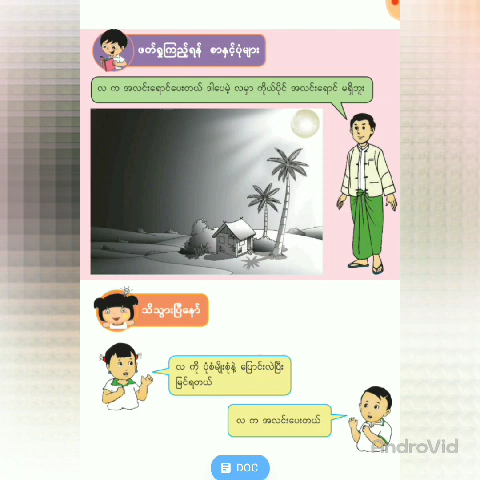 ဖတ်ရှုကြည့်ရန် စာနှင့်ပုံများ
လ က အလင်းရောင်ပေးတယ် ဒါပေမဲ့ လမှာ ကိုယ်ပိုင် အလင်းရောင် မရှိဘူး
သိသွားပြီနော်
လ ကို ပုံစံမျိုးစုံနဲ့ ပြောင်းလဲပြီး
မြင်ရတယ်
လ က အလင်းပေးတယ်
AndroVid
DOC